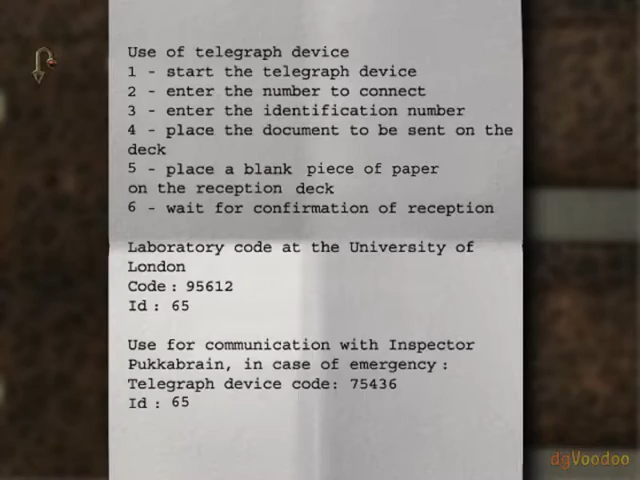 Use of telegraph device
1 - start the telegraph device
2 - enter the number to connect
3 - enter the identification number
4 - place the document to be sent on the
deck
5 - place a blank piece of paper
on the reception deck
6 - wait for confirmation of reception
Laboratory code at the University of
London
Code : 95612
Id : 65
Use for communication with Inspector
Pukkabrain, in case of emergency :
Telegraph device code: 75436
Id : 65
dgVoodoo